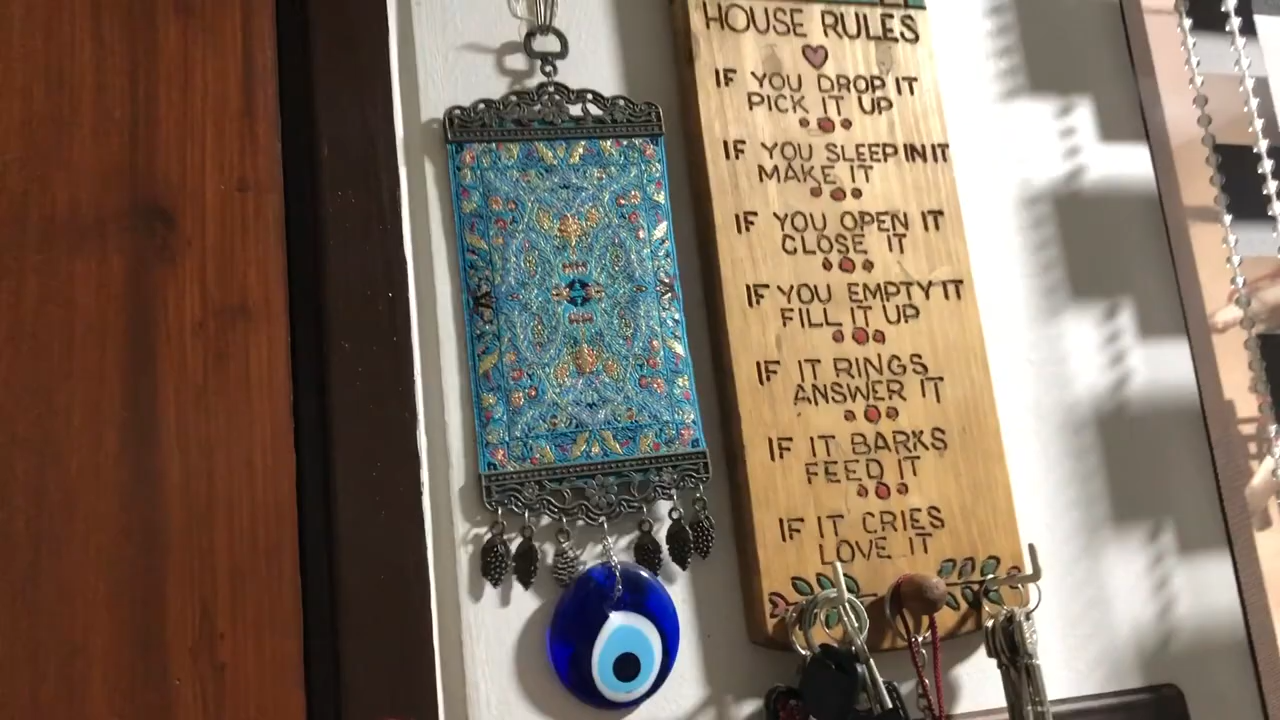 HOUSE RULES
IF YOU DROP IT
PICK IT UP
IF YOU SLEEP IN IT
MAKE IT
IF YOU OPEN IT
CLOSE IT
IF YOU EMPTY IT
FILL IT UP
IF IT RINGS
ANSWER IT
IF IT BARKS
FEED IT
IF IT CRIES
LOVE IT